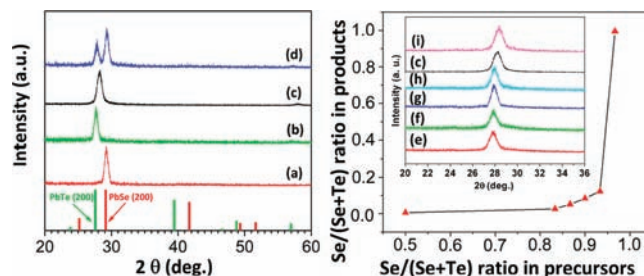 Intensity (a.u.)
(d)
(c)
(b)
(a)
PbTe (200)
PbSe (200)
20 30 40 50 60
2 θ (deg.)
Se/(Se+Te) ratio in products
1.0
0.8
0.6
0.4
0.2
0.0
0.5 0.6 0.7 0.8 0.9 1.0
Se/(Se+Te) ratio in precursors
Intensity (a. u.)
(i)
(c)
(h)
(g)
(f)
(e)
20 22 24 26 28 30 32 34 36
2θ (deg.)